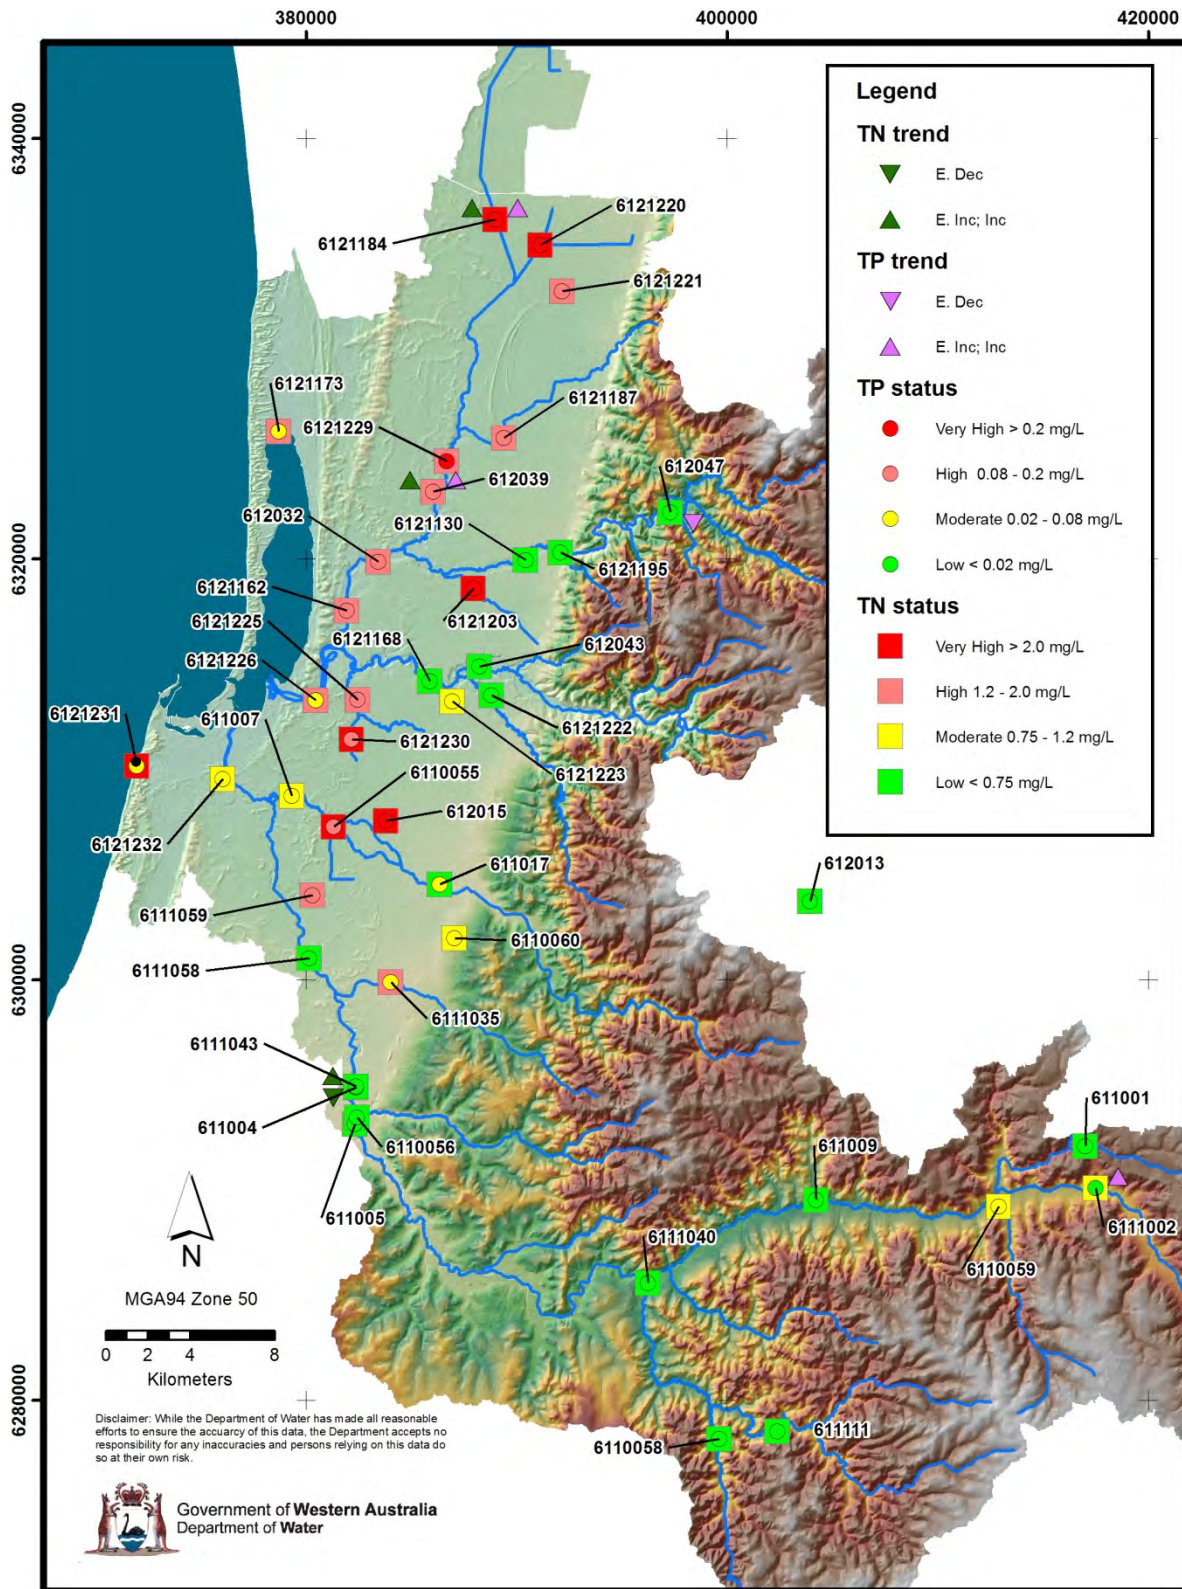 380000
400000
420000
6340000
6320000
6300000
6280000
Legend
TN trend
E. Dec
E. Inc; Inc
TP trend
E. Dec
E. Inc; Inc
TP status
Very High > 0.2 mg/L
High 0.08 - 0.2 mg/L
Moderate 0.02 - 0.08 mg/L
Low < 0.02 mg/L
TN status
Very High > 2.0 mg/L
High 1.2 - 2.0 mg/L
Moderate 0.75 - 1.2 mg/L
Low < 0.75 mg/L
6121220
6121184
6121221
6121173
6121187
6121229
612047
612039
612032
6121130
6121195
6121162
6121203
6121225
6121168
612043
6121226
6121222
6121231
611007
6121230
6110055
6121223
612015
6121232
611017
612013
6111059
6110060
6111058
6111035
6111043
611004
611001
6110056
611009
611005
6111002
6111040
6110059
6110058
611111
N
MGA94 Zone 50
0 2 4 8
Kilometers
Disclaimer: While the Department of Water has made all reasonable
efforts to ensure the accuarcy of this data, the Department accepts no
responsibility for any inaccuracies and persons relying on this data do
so at their own risk.
Government of Western Australia
Department of Water